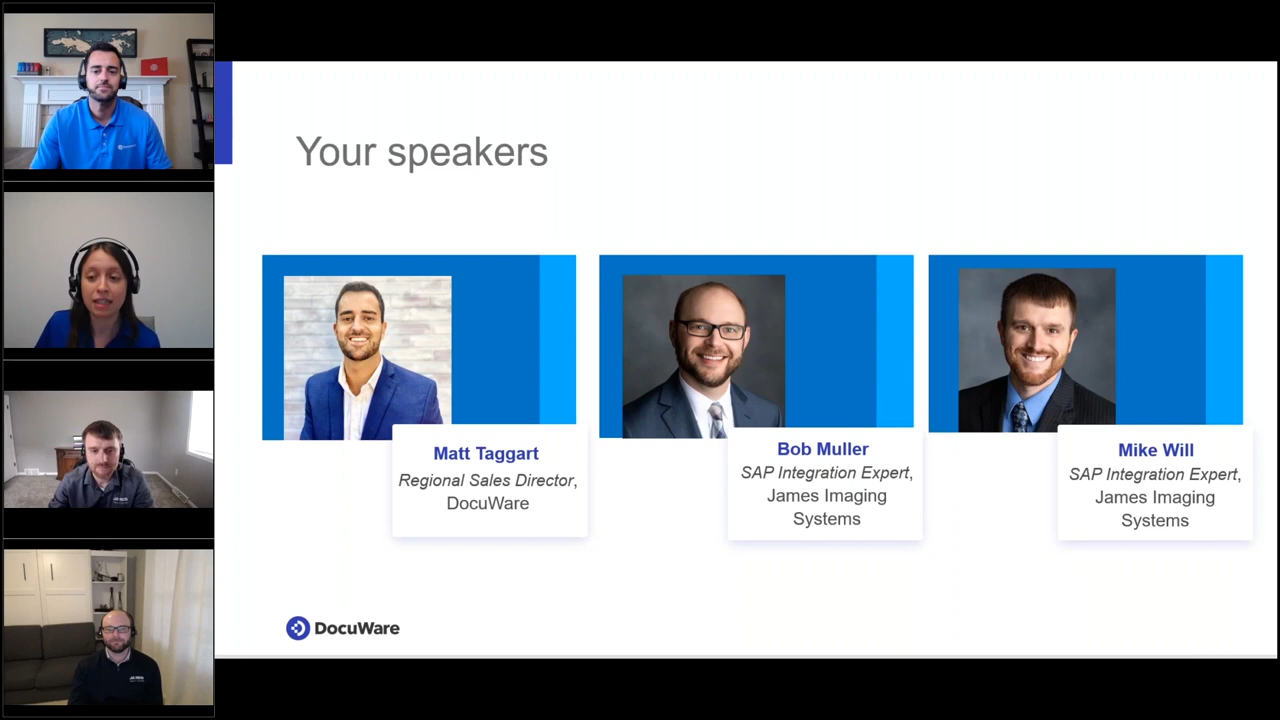 Your speakers
Matt Taggart
Regional Sales Director,
DocuWare
Bob Muller
SAP Integration Expert,
James Imaging
Systems
Mike Will
SAP Integration Expert,
James Imaging
Systems
DocuWare